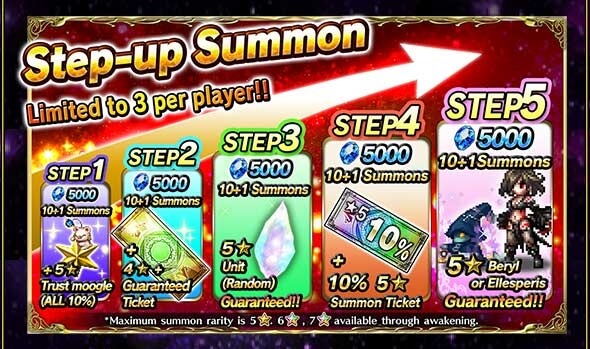 Step-up Summon
Limited to 3 per player!!
STEP1
5000
10+1 Summons
+ 5★
Trust moogle
(ALL 10%)
STEP2
5000
10+1 Summons
+
4★+
Guaranteed
Ticket
STEP3
5000
10+1 Summons
5★
Unit
(Random)
Guaranteed!!
STEP4
5000
10+1 Summons
★5 10%
+
10% 5★
Summon Ticket
STEP5
5000
10+1 Summons
5★ Beryl
or Ellesperis
Guaranteed!!
*Maximum summon rarity is 5★. 6★, 7★ available through awakening.